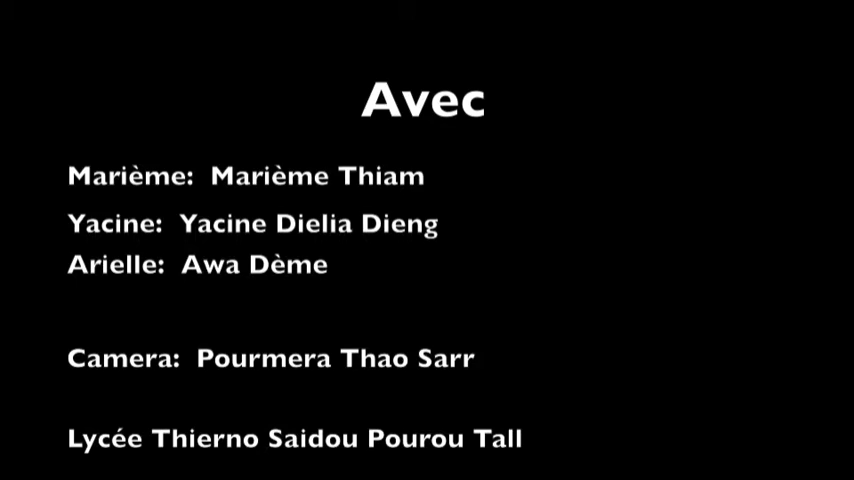 Avec
Marième: Marième Thiam
Yacine: Yacine Dielia Dieng
Arielle: Awa Dème
Camera: Pourmera Thao Sarr
Lycée Thierno Saidou Pourou Tall